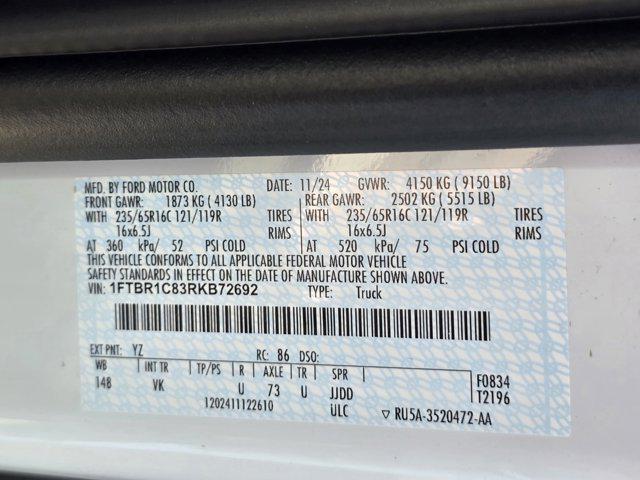 MFD. BY FORD MOTOR CO. DATE: 11/24 GVWR: 4150 KG ( 9150 LB)
FRONT GAWR: 1873 KG ( 4130 LB) REAR GAWR: 2502 KG ( 5515 LB)
WITH 235/65R16C 121/119R TIRES WITH 235/65R16C 121/119R TIRES
16x6.5J RIMS 16x6.5J RIMS
AT 360 kPa/ 52 PSI COLD AT 520 kPa/ 75 PSI COLD
THIS VEHICLE CONFORMS TO ALL APPLICABLE FEDERAL MOTOR VEHICLE
SAFETY STANDARDS IN EFFECT ON THE DATE OF MANUFACTURE SHOWN ABOVE.
VIN: 1FTBR1C83RKB72692 TYPE: Truck
EXT PNT: YZ RC: 86 DSO:
WB INT TR TP/PS R AXLE TR SPR F0834
148 VK U 73 U JJDD T2196
1202411122610 ULC ▽ RU5A-3520472-AA